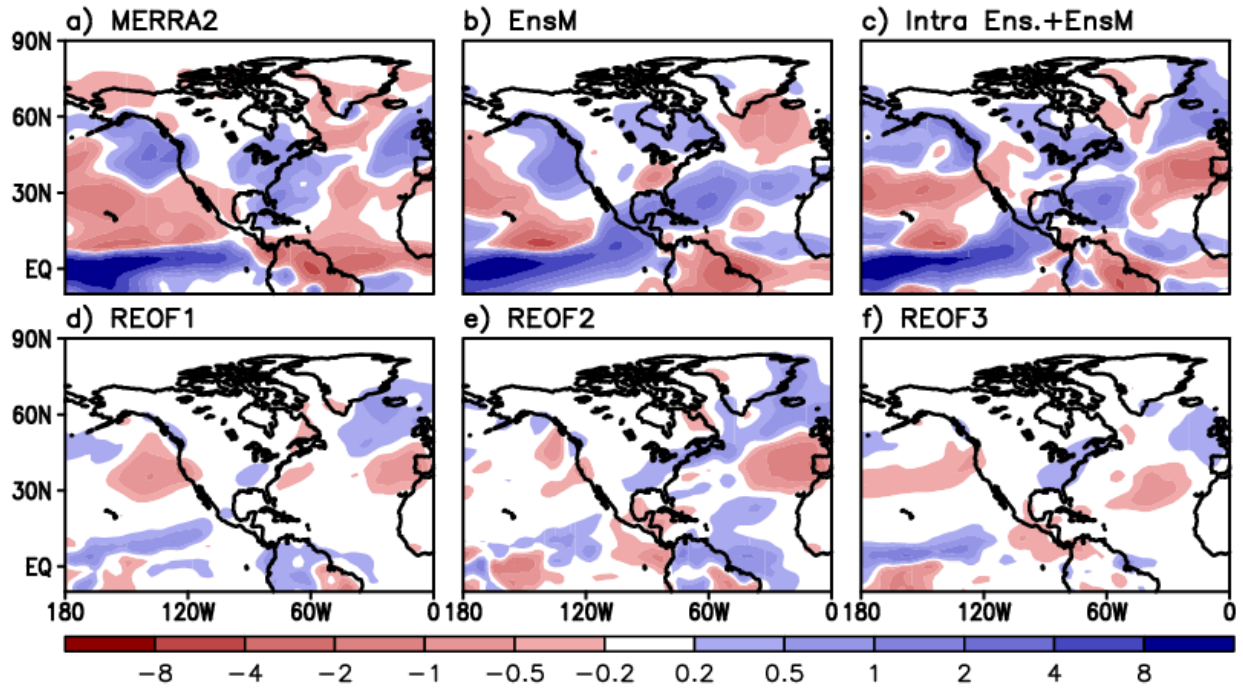 a) MERRA2 b) EnsM c) Intra Ens.+EnsM
90N
60N
30N
EQ
d) REOF1 e) REOF2 f) REOF3
90N
60N
30N
EQ
180 120W 60W 0 180 120W 60W 0 180 120W 60W 0
−8 −4 −2 −1 −0.5 −0.2 0.2 0.5 1 2 4 8